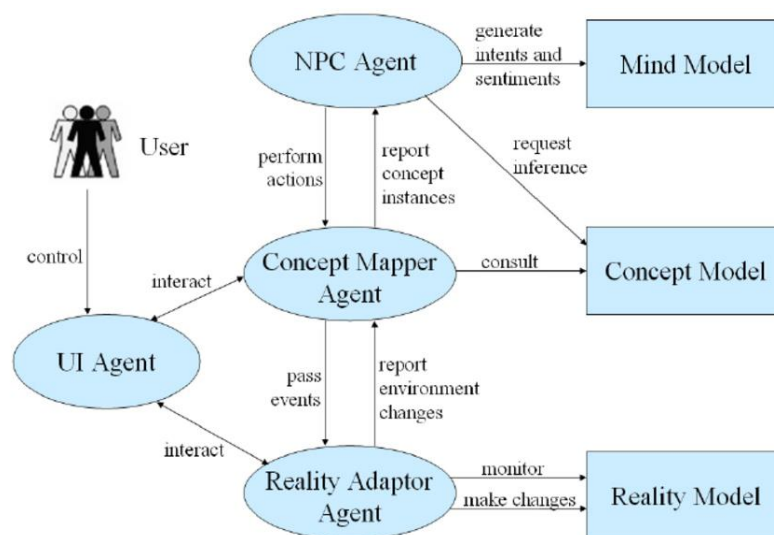 NPC Agent
generate
intents and
sentiments
Mind Model
User
perform
actions
report
concept
instances
request
inference
control
interact
Concept Mapper
Agent
consult
Concept Model
UI Agent
pass
events
report
environment
changes
interact
Reality Adaptor
Agent
monitor
make changes
Reality Model